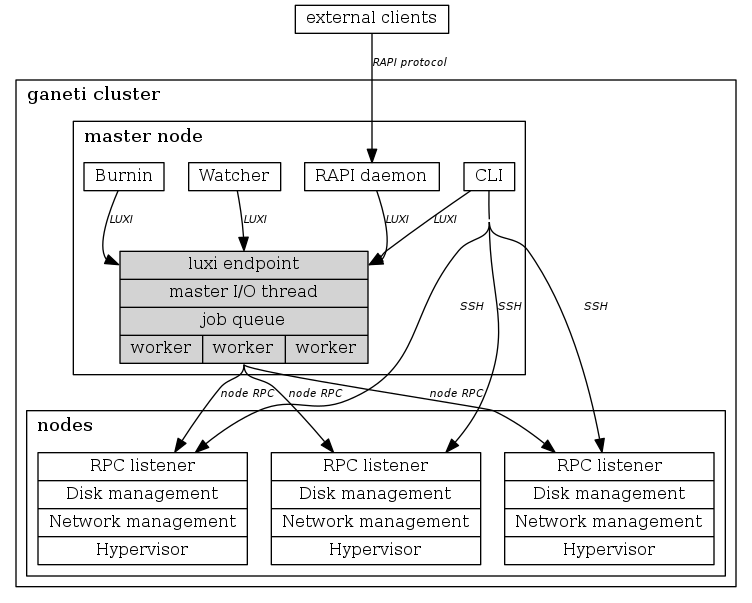 external clients
RAPI protocol
ganeti cluster
master node
Burnin
Watcher
RAPI daemon
CLI
LUXI
LUXI
LUXI
LUXI
luxi endpoint
master I/O thread
job queue
worker
worker
worker
SSH
SSH
SSH
node RPC
node RPC
node RPC
nodes
RPC listener
Disk management
Network management
Hypervisor
RPC listener
Disk management
Network management
Hypervisor
RPC listener
Disk management
Network management
Hypervisor